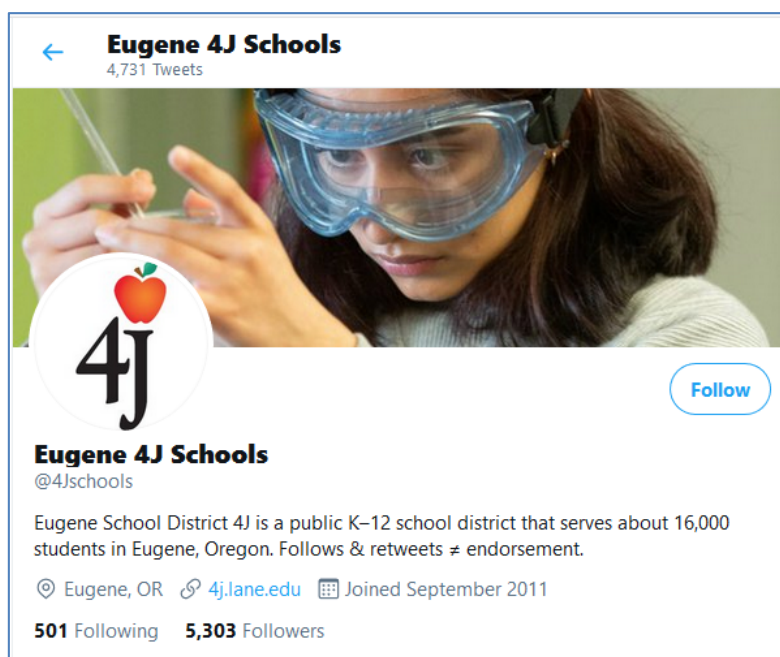 Eugene 4J Schools
4,731 Tweets
4J
Follow
Eugene 4J Schools
@4Jschools
Eugene School District 4J is a public K–12 school district that serves about 16,000
students in Eugene, Oregon. Follows & retweets ≠ endorsement.
Eugene, OR 4j.lane.edu Joined September 2011
501 Following 5,303 Followers